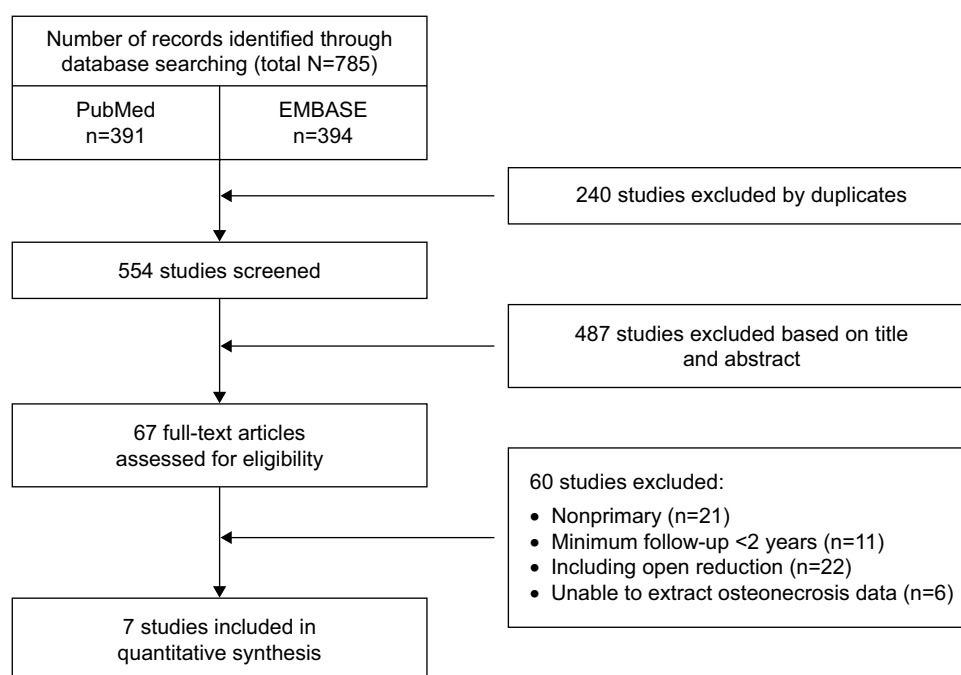 Number of records identified through
database searching (total N=785)
PubMed
n=391
EMBASE
n=394
240 studies excluded by duplicates
554 studies screened
487 studies excluded based on title
and abstract
67 full-text articles
assessed for eligibility
60 studies excluded:
• Nonprimary (n=21)
• Minimum follow-up <2 years (n=11)
• Including open reduction (n=22)
• Unable to extract osteonecrosis data (n=6)
7 studies included in
quantitative synthesis